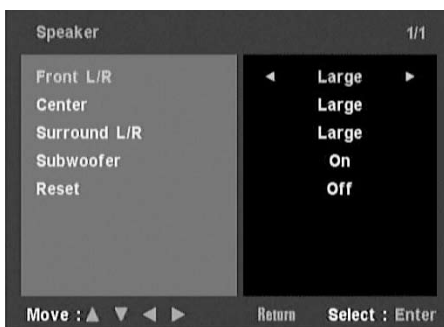 Speaker 1/1
Front L/R ◄ Large ►
Center Large
Surround L/R Large
Subwoofer On
Reset Off
Move : ▲ ▼ ◄ ► Return Select : Enter